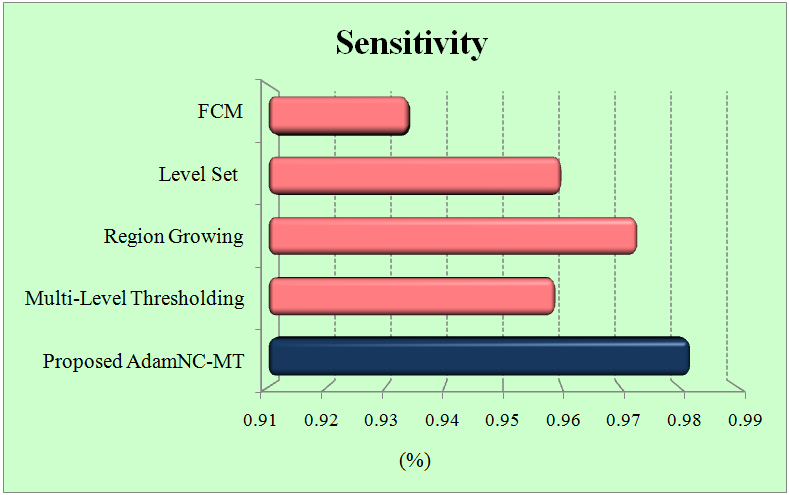 Sensitivity
FCM
Level Set
Region Growing
Multi-Level Thresholding
Proposed AdamNC-MT
0.91 0.92 0.93 0.94 0.95 0.96 0.97 0.98 0.99
(%)